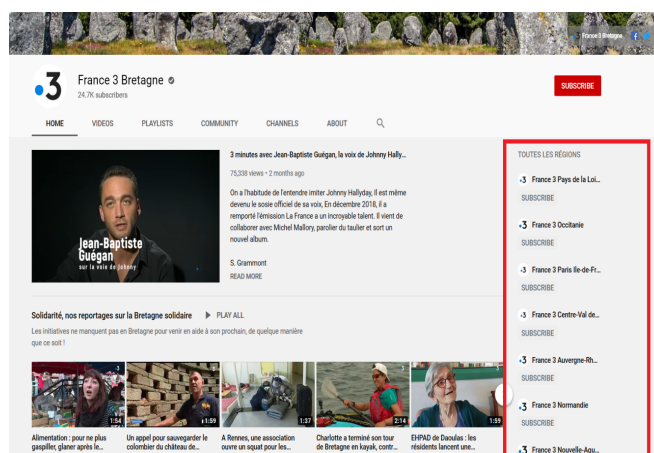 France 3 Bretagne
3 France 3 Bretagne
24.7K subscribers
SUBSCRIBE
HOME VIDEOS PLAYLISTS COMMUNITY CHANNELS ABOUT
Jean-Baptiste
Guégan
sur la voie de Johnny
3 minutes avec Jean-Baptiste Guégan, la voix de Johnny Hally...
75,338 views • 2 months ago
On a l'habitude de l'entendre imiter Johnny Hallyday, Il est même
devenu le sosie officiel de sa voix, En décembre 2018, il a
remporté l'émission La France a un incroyable talent. Il vient de
collaborer avec Michel Mallory, parolier du taulier et sort un
nouvel album.
S. Grammont
READ MORE
Solidarité, nos reportages sur la Bretagne solidaire PLAY ALL
Les initiatives ne manquent pas en Bretagne pour venir en aide à son prochain, de quelque manière
que ce soit !
1:54
1:59
1:37
2:14
1:59
Alimentation : pour ne plus
gaspiller, glaner après le...
Un appel pour sauvegarder le
colombier du château de...
A Rennes, une association
ouvre un squat pour les...
Charlotte a terminé son tour
de Bretagne en kayak, contr...
EHPAD de Daoulas : les
résidents lancent une...
TOUTES LES RÉGIONS
3 France 3 Pays de la Loi...
SUBSCRIBE
3 France 3 Occitanie
SUBSCRIBE
3 France 3 Paris Ile-de-Fr...
SUBSCRIBE
3 France 3 Centre-Val de...
SUBSCRIBE
3 France 3 Auvergne-Rh...
SUBSCRIBE
3 France 3 Normandie
SUBSCRIBE
3 France 3 Nouvelle-Aqu...